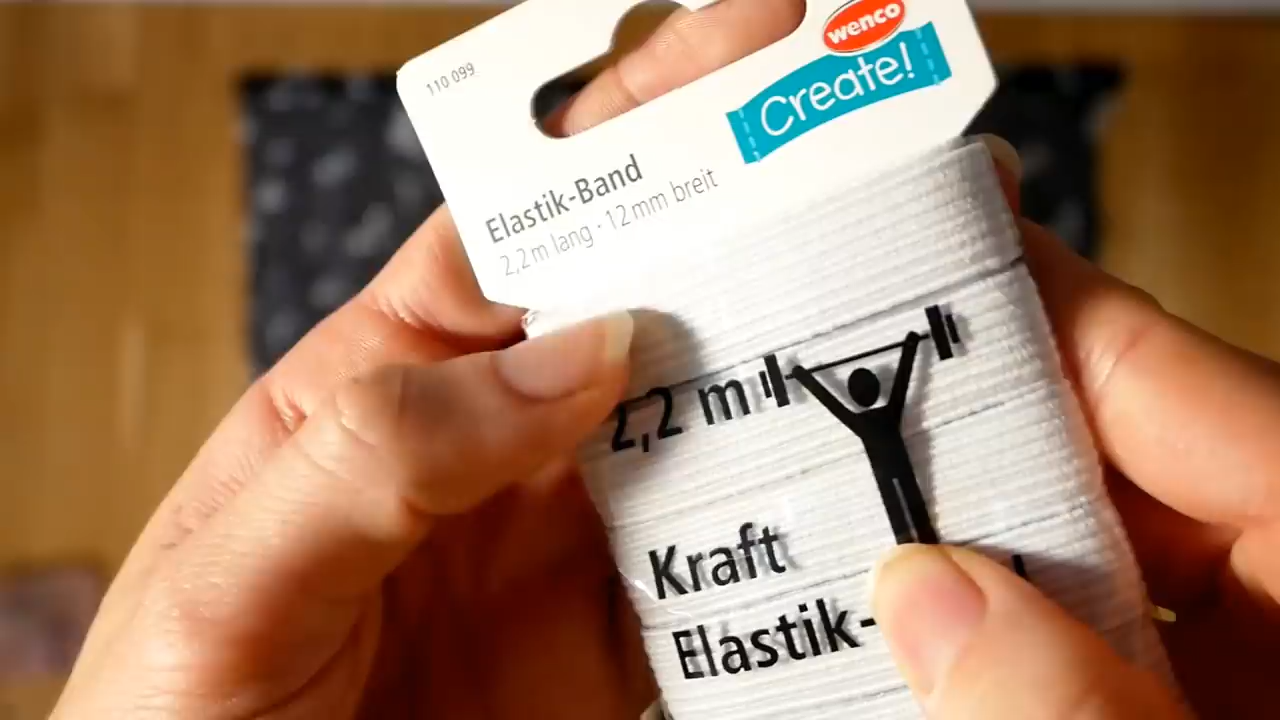 110 099
wenco
Create!
Elastik-Band
2,2 m lang · 12 mm breit
2,2 m
Kraft
Elastik-